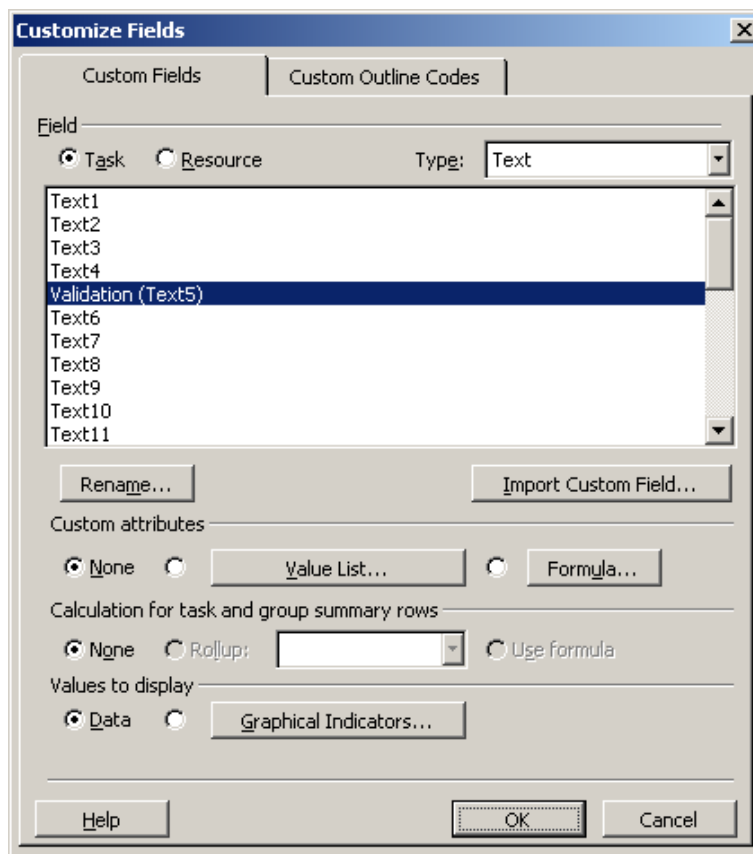 Customize Fields
Custom Fields Custom Outline Codes
Field
Task Resource Type: Text
Text1
Text2
Text3
Text4
Validation (Text5)
Text6
Text7
Text8
Text9
Text10
Text11
Rename... Import Custom Field...
Custom attributes
None Value List... Formula...
Calculation for task and group summary rows
None Rollup: Use formula
Values to display
Data Graphical Indicators...
Help OK Cancel